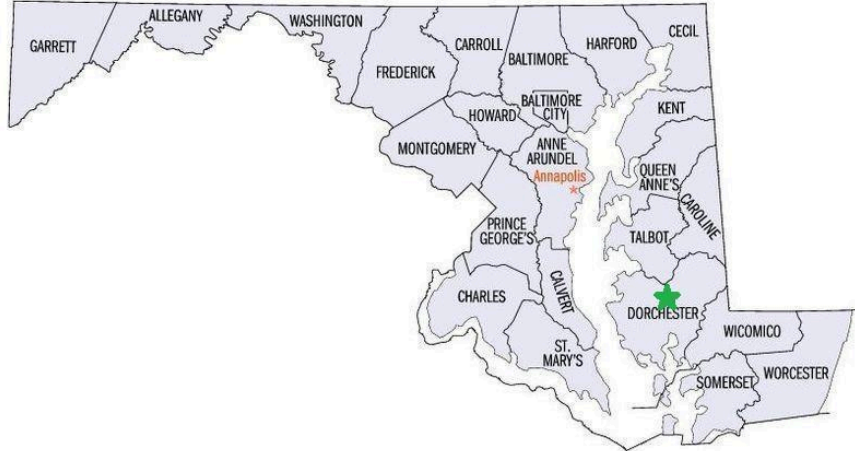 ALLEGANY
WASHINGTON
GARRETT
FREDERICK
CARROLL
BALTIMORE
HARFORD
CECIL
BALTIMORE
CITY
HOWARD
KENT
MONTGOMERY
ANNE
ARUNDEL
Annapolis
QUEEN
ANNE'S
CAROLINE
PRINCE
GEORGE'S
TALBOT
CHARLES
CALVERT
DORCHESTER
ST.
MARY'S
WICOMICO
SOMERSET
WORCESTER